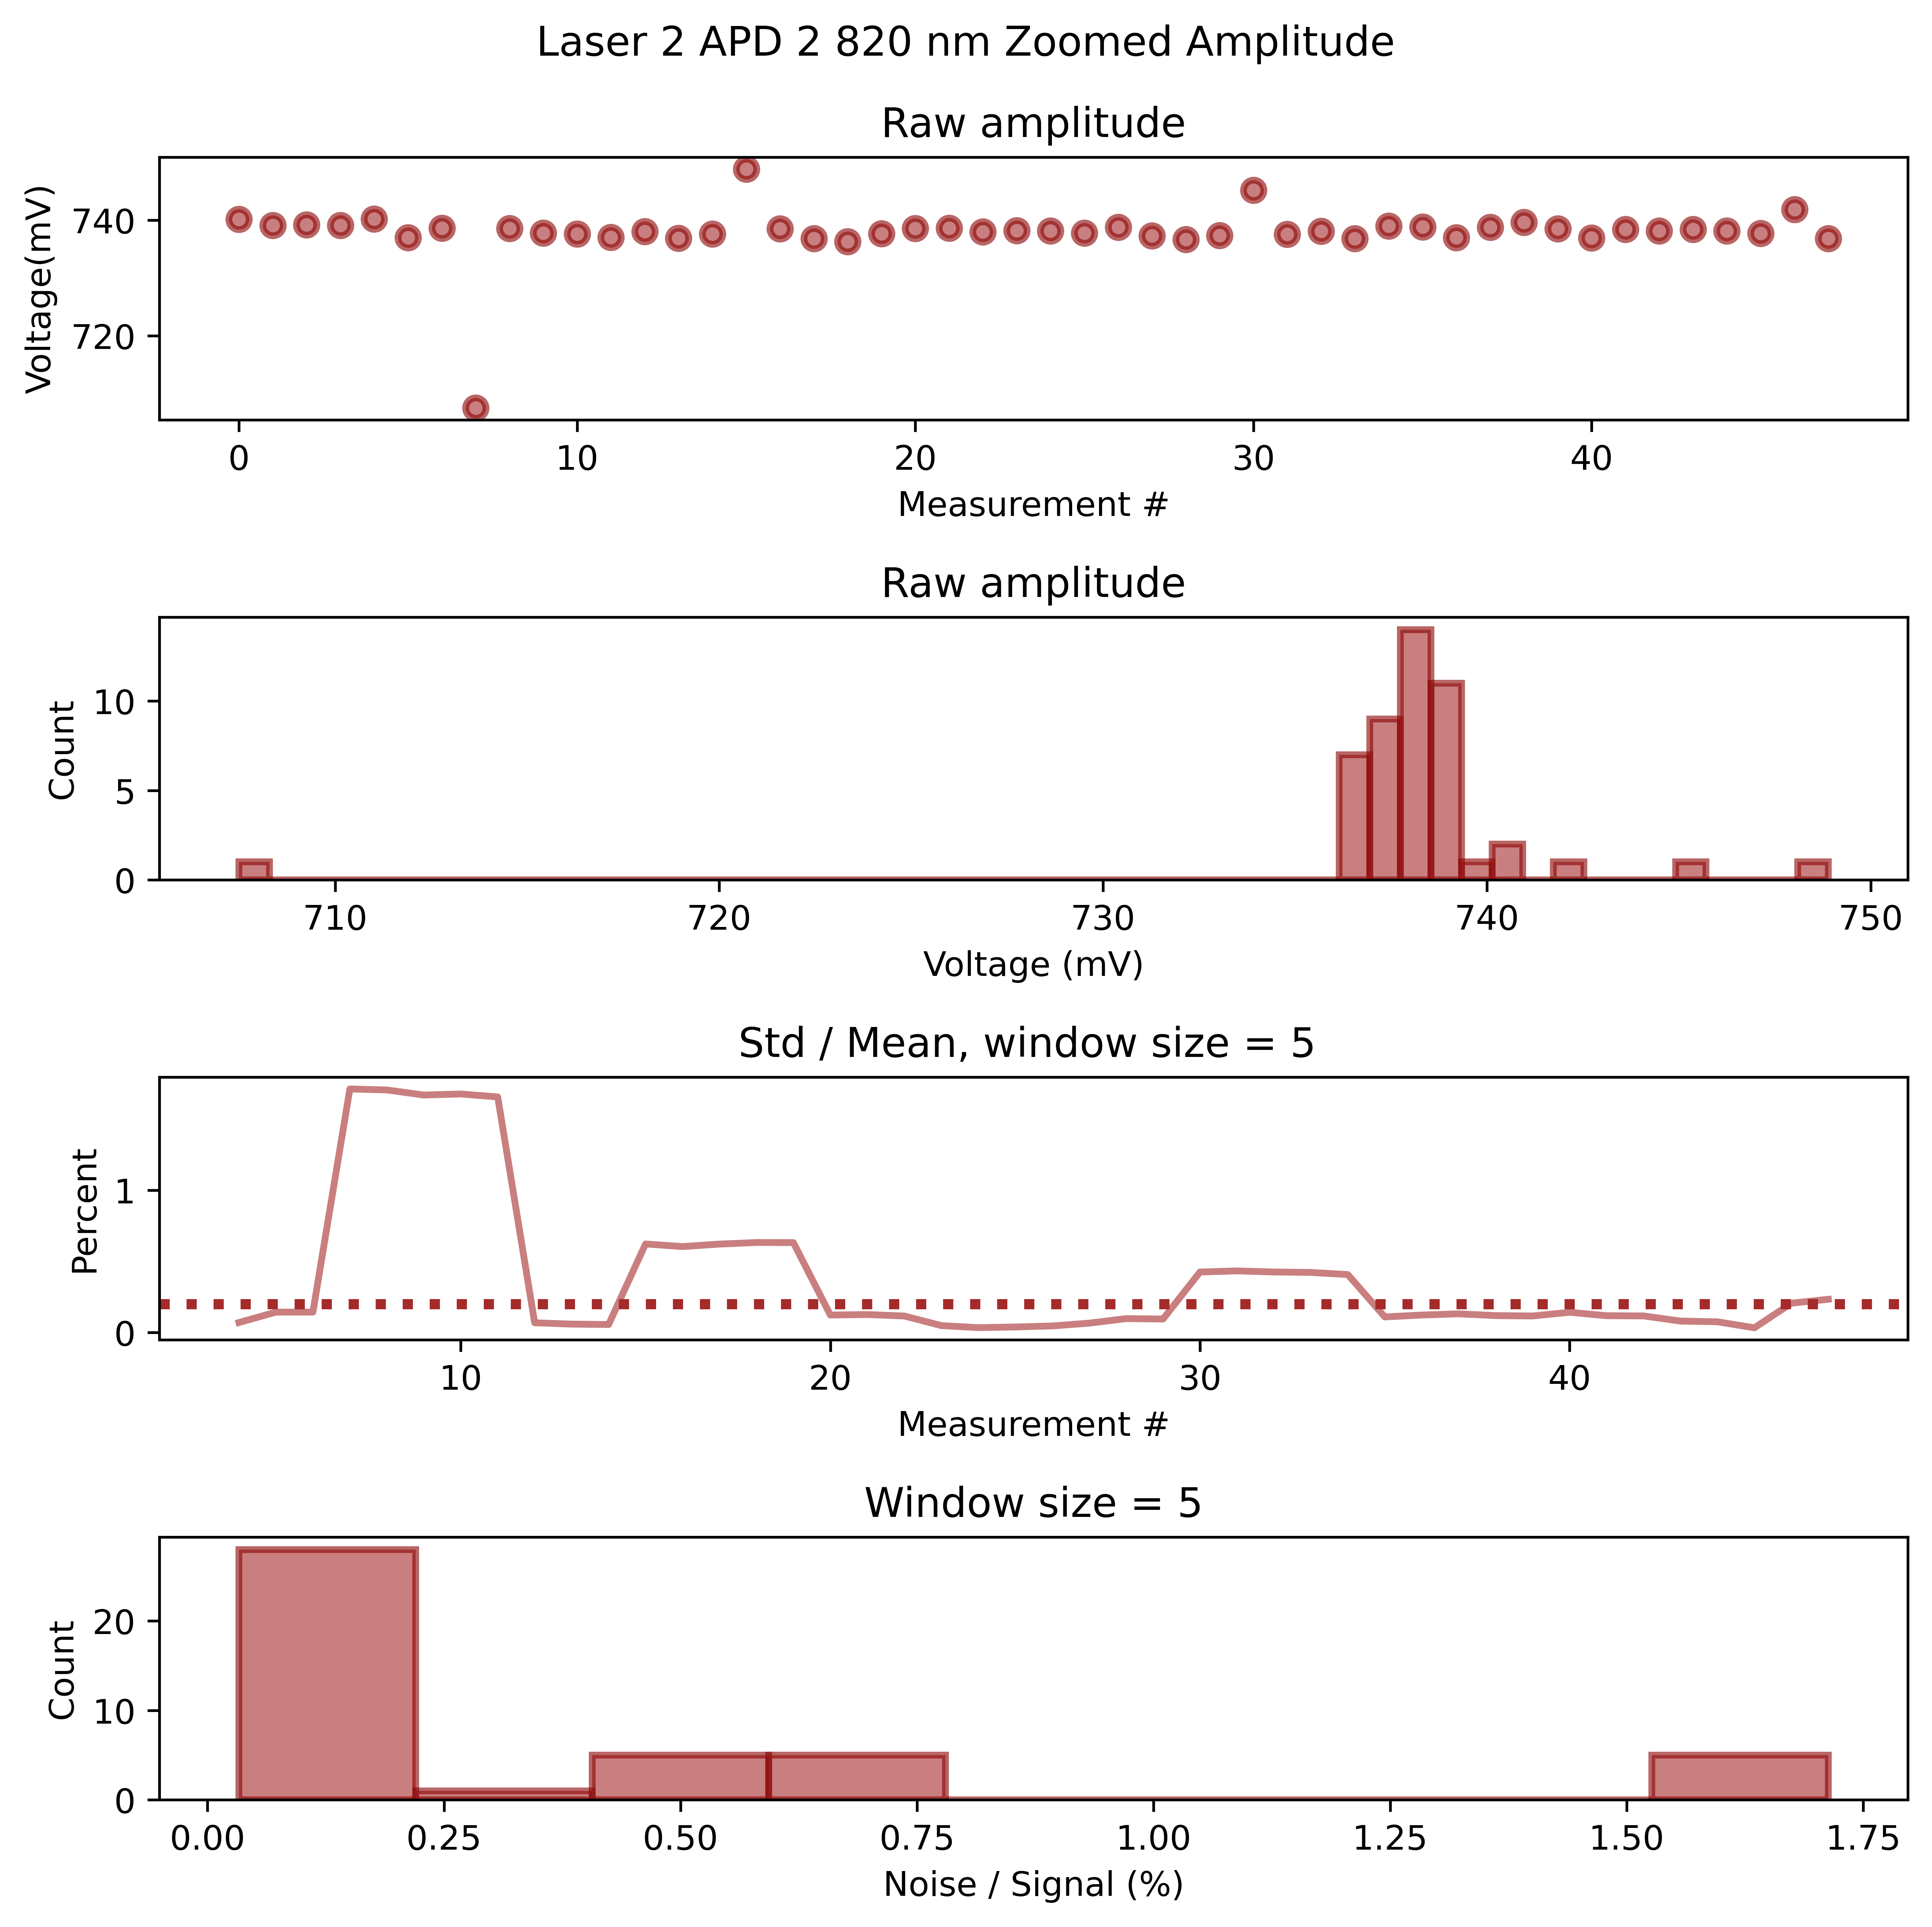 Laser 2 APD 2 820 nm Zoomed Amplitude
Raw amplitude
Voltage(mV)
740
720
0 10 20 30 40
Measurement #
Raw amplitude
Count
10
5
0
710 720 730 740 750
Voltage (mV)
Std / Mean, window size = 5
Percent
1
0
10 20 30 40
Measurement #
Window size = 5
Count
20
10
0
0.00 0.25 0.50 0.75 1.00 1.25 1.50 1.75
Noise / Signal (%)